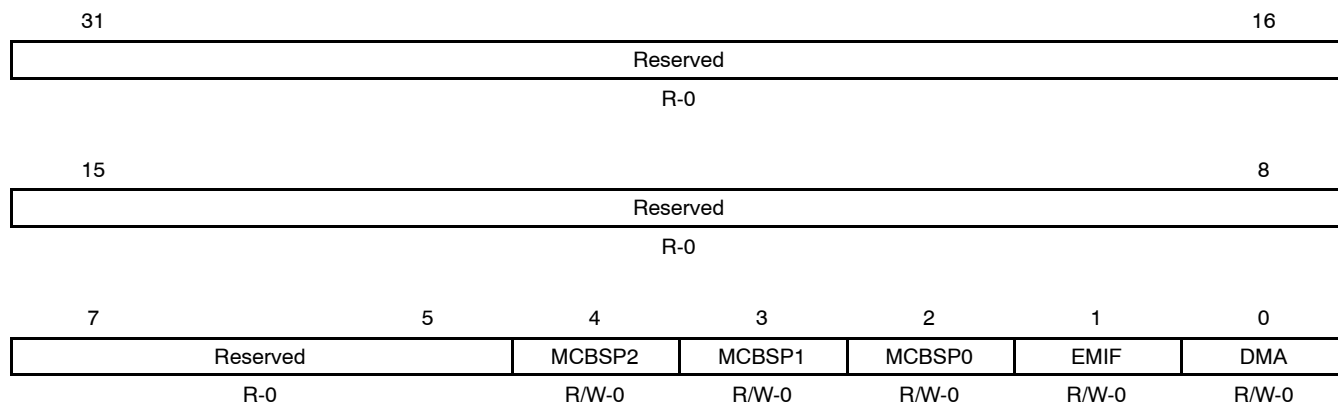 31 16
Reserved
R-0
15 8
Reserved
R-0
7 5 4 3 2 1 0
Reserved MCBSP2 MCBSP1 MCBSP0 EMIF DMA
R-0 R/W-0 R/W-0 R/W-0 R/W-0 R/W-0